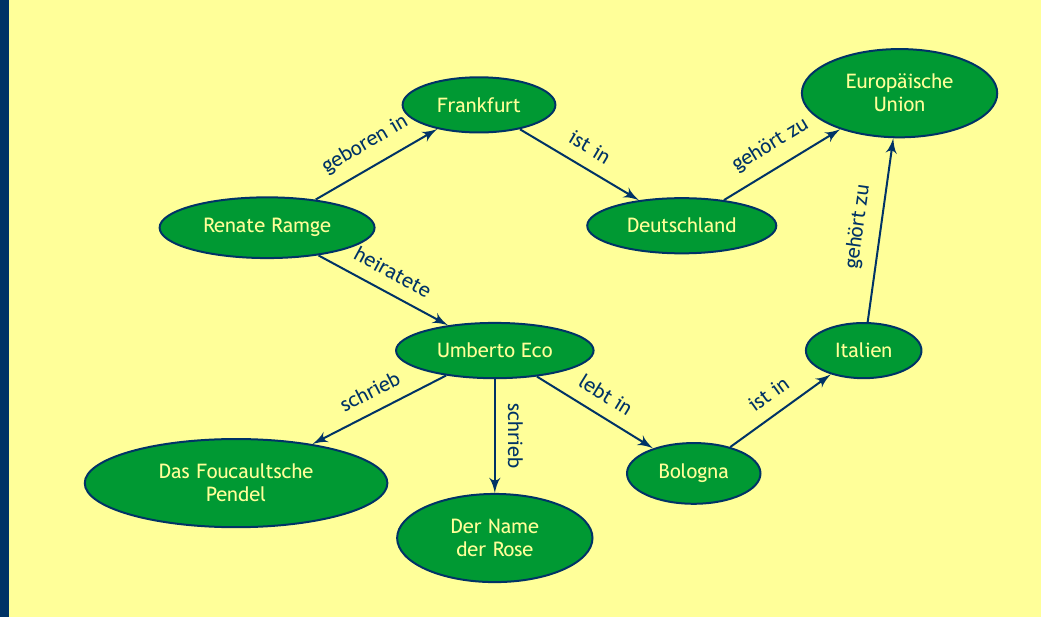 Europäische
Union
Frankfurt
geboren in
ist in
gehört zu
Renate Ramge
Deutschland
gehört zu
heiratete
Umberto Eco
Italien
schrieb
schrieb
lebt in
ist in
Das Foucaultsche
Pendel
Bologna
Der Name
der Rose